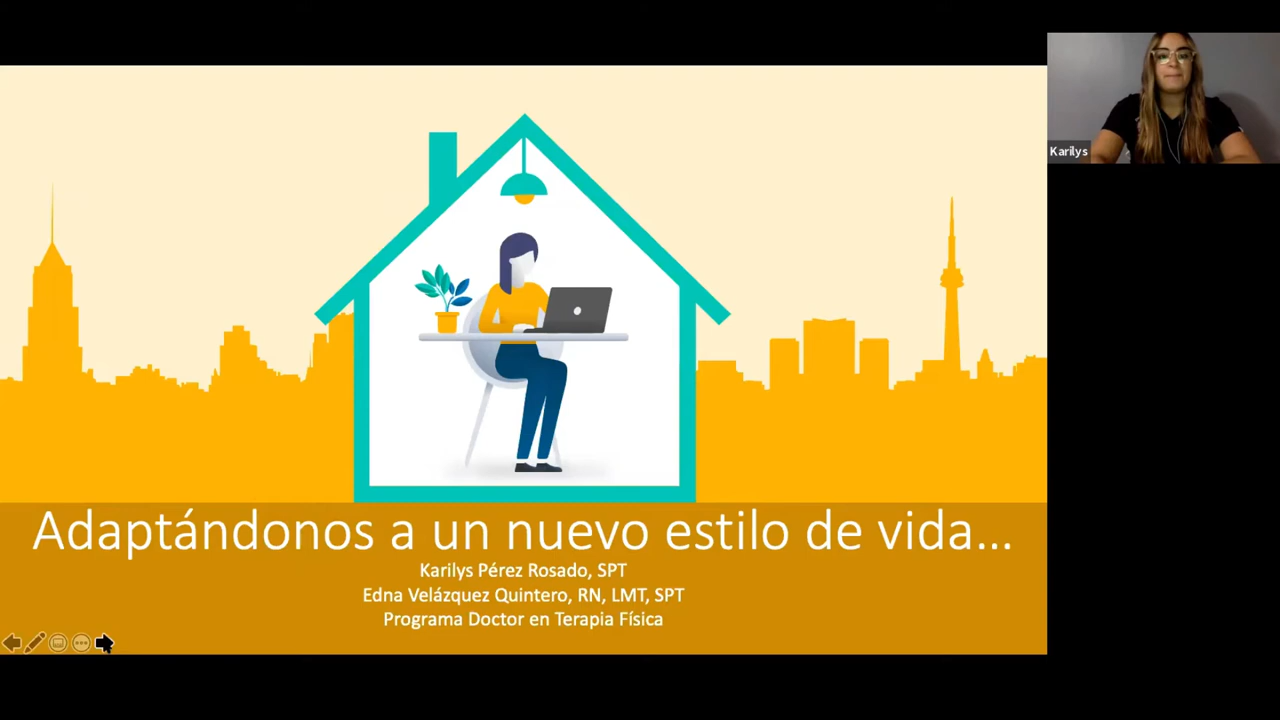 Karilys
Adaptándonos a un nuevo estilo de vida...
Karilys Pérez Rosado, SPT
Edna Velázquez Quintero, RN, LMT, SPT
Programa Doctor en Terapia Física